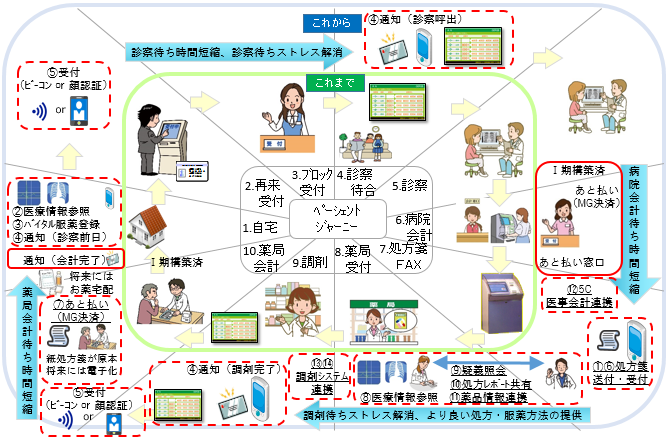 これから
④通知（診察呼出）
診察待ち時間短縮、診察待ちストレス解消
⑤受付
（ビーコン or 顔認証）
or
これまで
受付
2.再来
受付
3.ブロック
受付
4.診察
待合
5.診察
1.自宅
ペーシェント
ジャーニー
6.病院
会計
10.薬局
会計
9.調剤
8.薬局
受付
7.処方箋
FAX
②医療情報参照
③バイタル服薬登録
④通知（診察前日）
通知（会計完了）
将来には
お薬宅配
Ⅰ期構築済
⑦あと払い
（MG決済）
紙処方箋が原本
将来には電子化
薬局会計待ち時間短縮
⑤受付
（ビーコン or 顔認証）
or
Ⅰ期構築済
あと払い
（MG決済）
受付
あと払い窓口
病院会計待ち時間短縮
⑫5C
医事会計連携
①⑥処方箋
送付・受付
薬局
④通知（調剤完了）
⑬⑭
調剤システム
連携
⑧医療情報参照
⑨疑義照会
⑩処方レポート共有
⑪薬品情報連携
調剤待ちストレス解消、より良い処方・服薬方法の提供